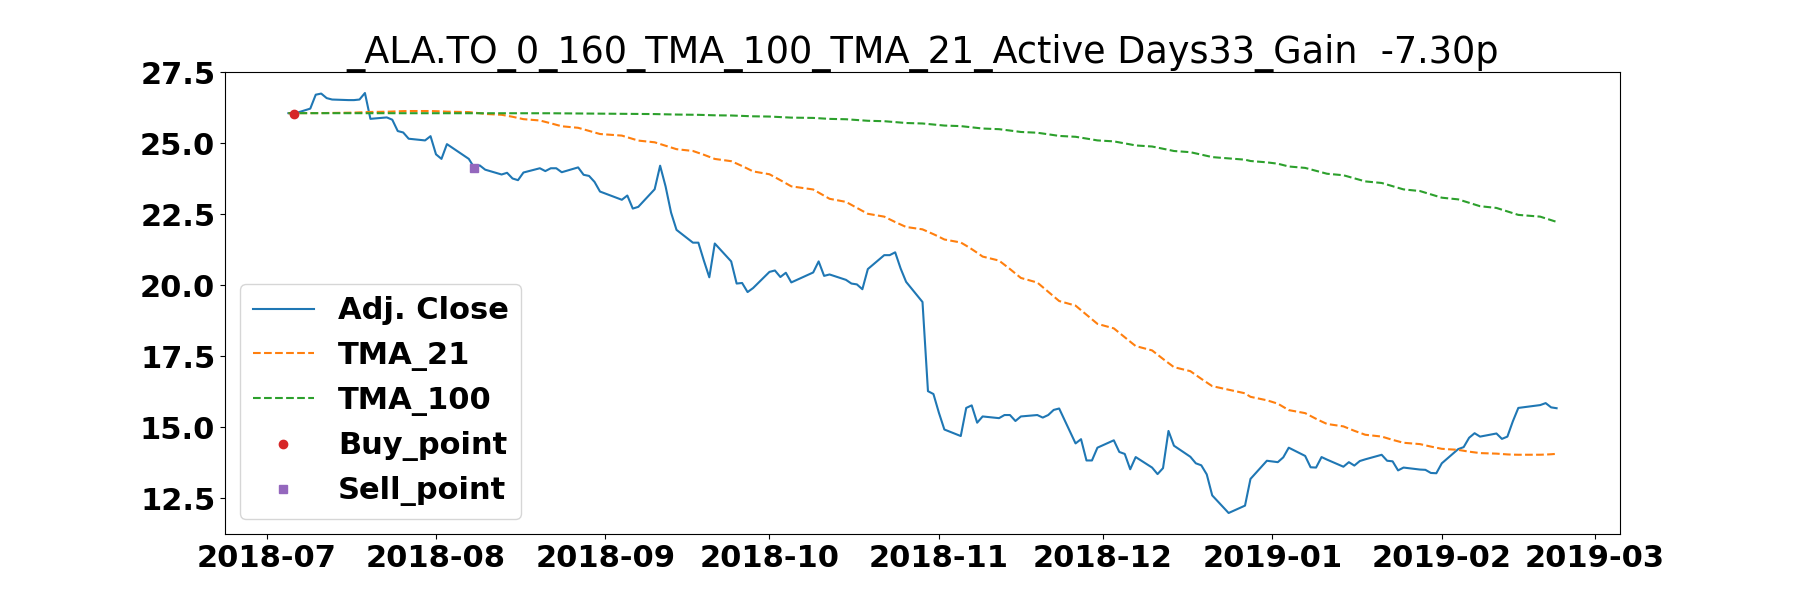 _ALA.TO_0_160_TMA_100_TMA_21_Active Days33_Gain  -7.30p
27.5
25.0
22.5
20.0
17.5
15.0
12.5
Adj. Close
TMA_21
TMA_100
Buy_point
Sell_point
2018-07 2018-08 2018-09 2018-10 2018-11 2018-12 2019-01 2019-02 2019-03